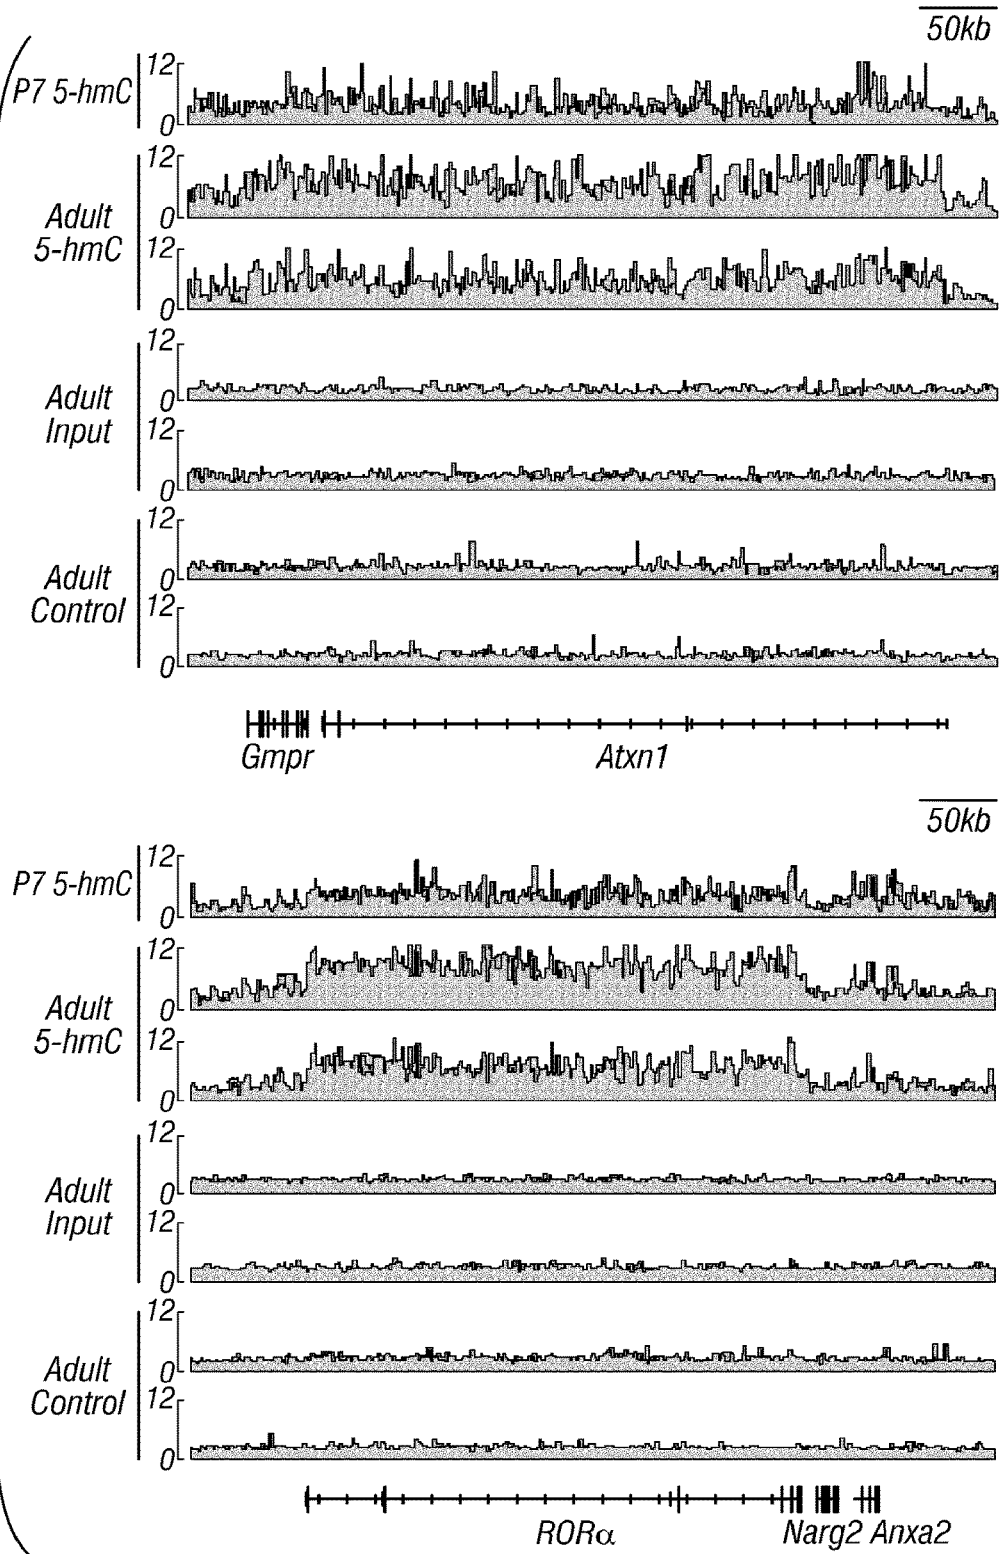 50kb
P7 5-hmC
12
0
Adult
5-hmC
12
0
12
0
Adult
Input
12
0
12
0
Adult
Control
12
0
12
0
Gmpr
Atxn1
50kb
P7 5-hmC
12
0
Adult
5-hmC
12
0
12
0
Adult
Input
12
0
12
0
Adult
Control
12
0
12
0
RORα
Narg2 Anxa2